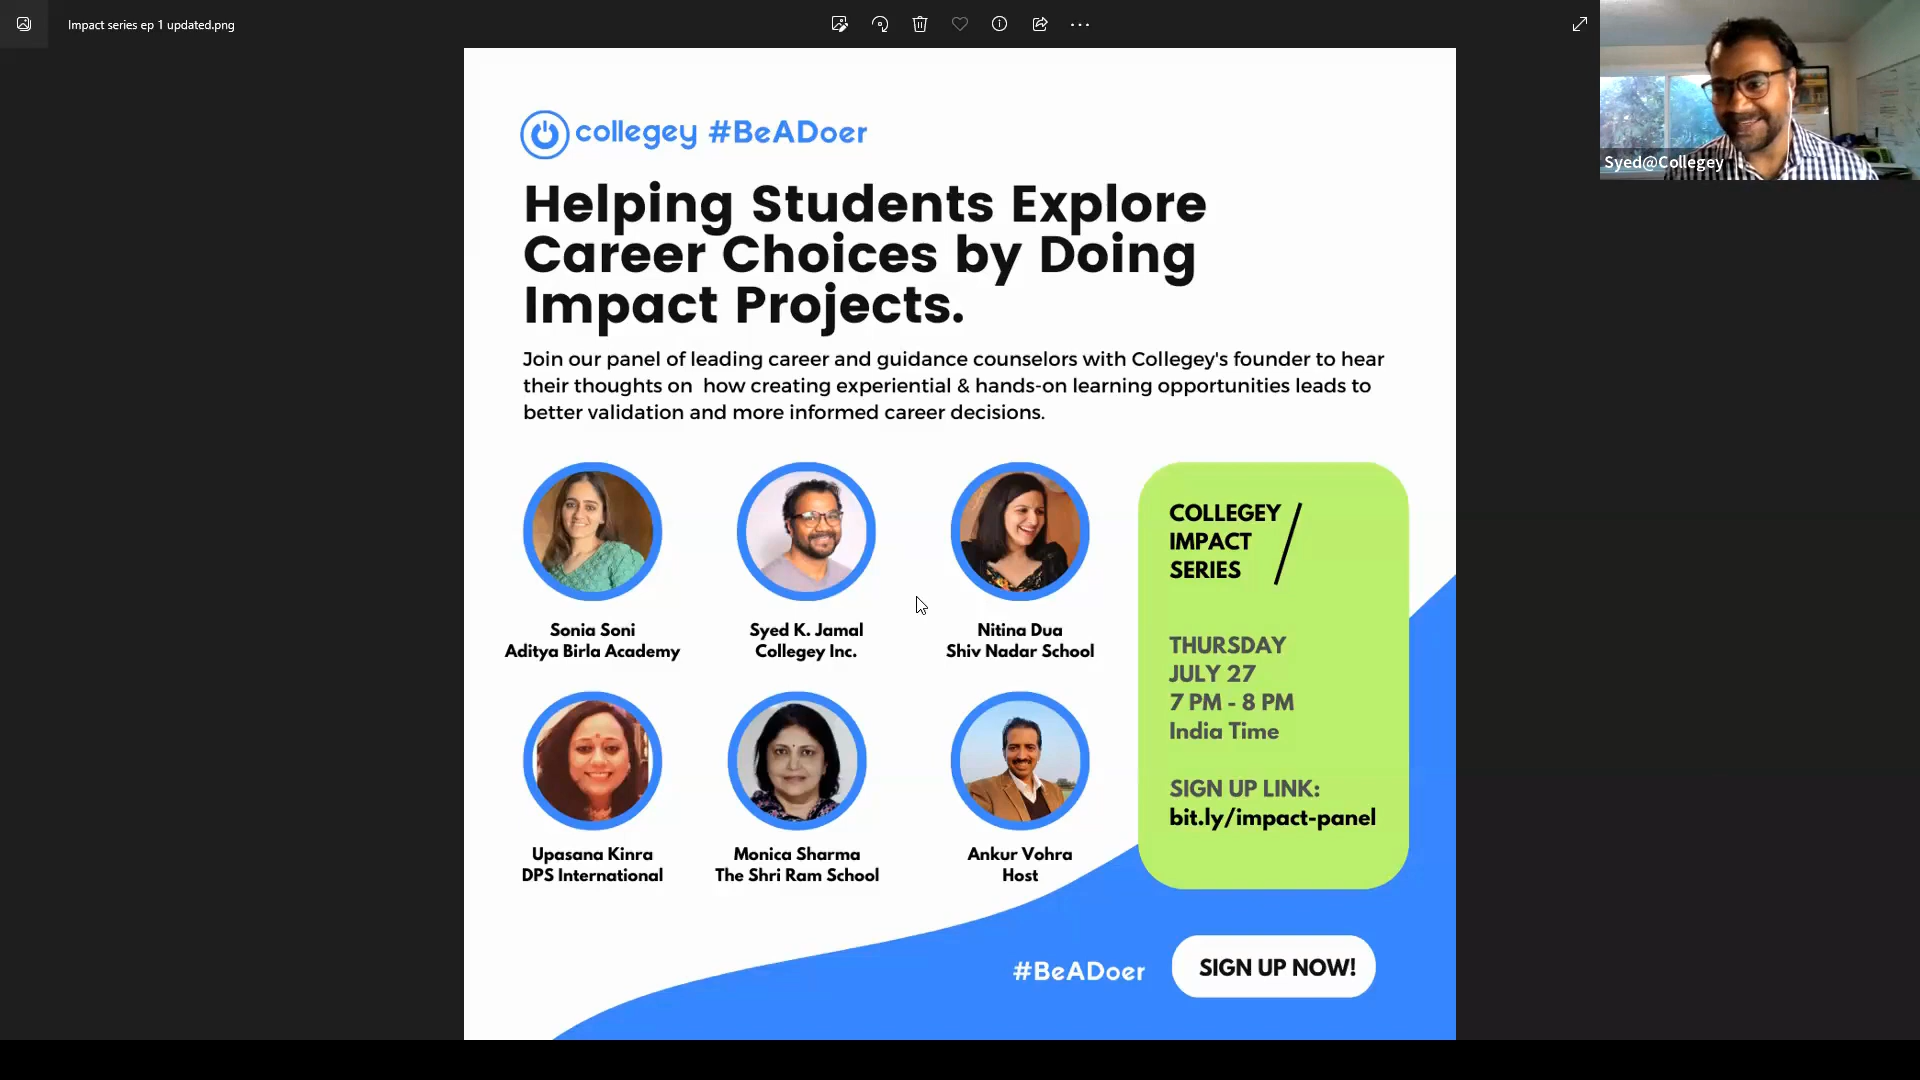 Impact series ep 1 updated.png
Syed@Collegey
collegey #BeADoer
Helping Students Explore
Career Choices by Doing
Impact Projects.
Join our panel of leading career and guidance counselors with Collegey's founder to hear
their thoughts on  how creating experiential & hands-on learning opportunities leads to
better validation and more informed career decisions.
Sonia Soni
Aditya Birla Academy
Syed K. Jamal
Collegey Inc.
Nitina Dua
Shiv Nadar School
Upasana Kinra
DPS International
Monica Sharma
The Shri Ram School
Ankur Vohra
Host
COLLEGEY
IMPACT
SERIES
THURSDAY
JULY 27
7 PM - 8 PM
India Time
SIGN UP LINK:
bit.ly/impact-panel
#BeADoer
SIGN UP NOW!